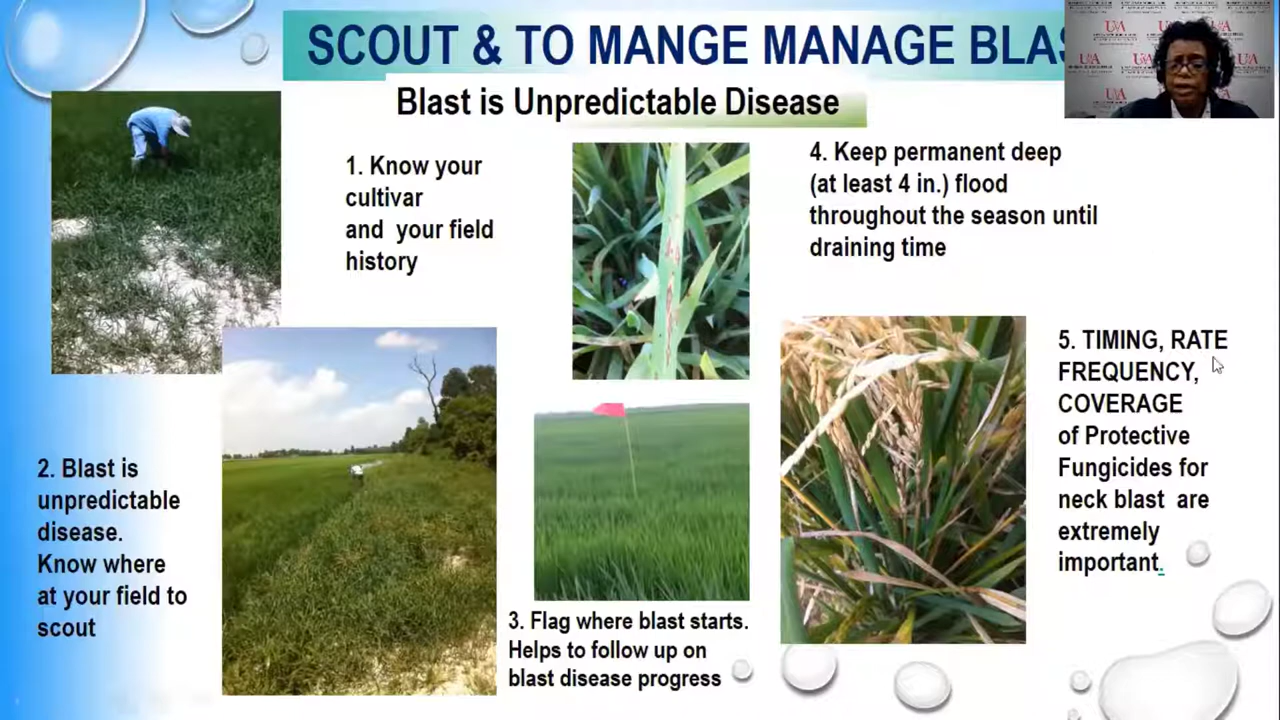 SCOUT & TO MANGE MANAGE BLAS
Blast is Unpredictable Disease
1. Know your
cultivar
and your field
history
4. Keep permanent deep
(at least 4 in.) flood
throughout the season until
draining time
5. TIMING, RATE
FREQUENCY,
COVERAGE
of Protective
Fungicides for
neck blast are
extremely
important.
2. Blast is
unpredictable
disease.
Know where
at your field to
scout
3. Flag where blast starts.
Helps to follow up on
blast disease progress